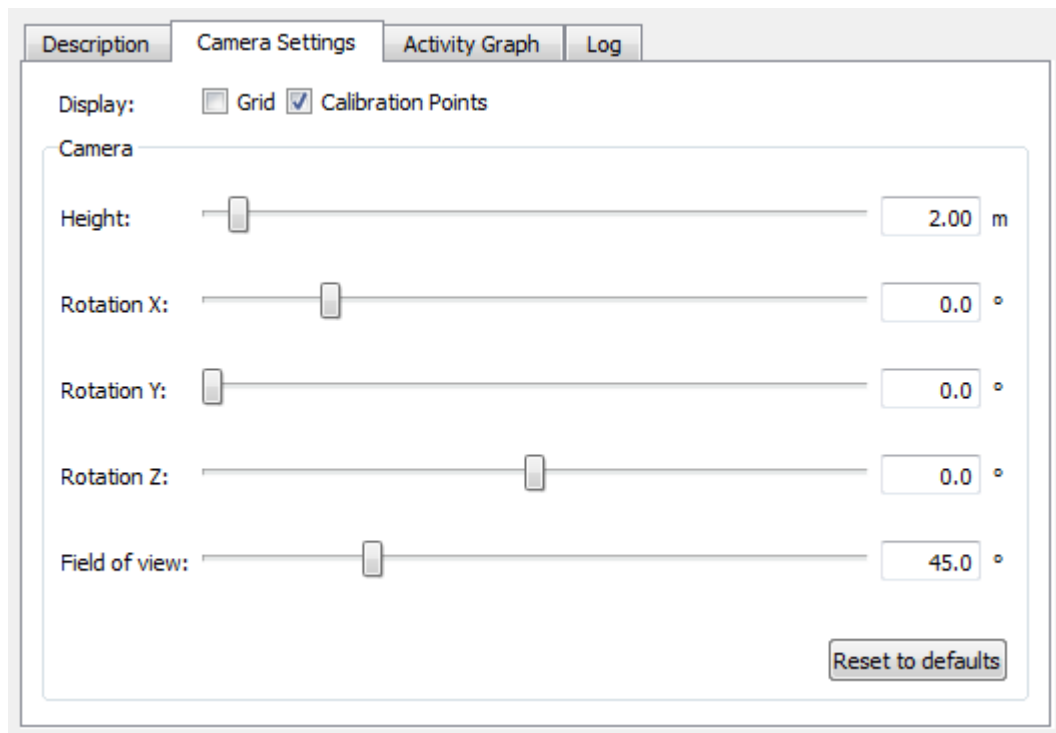 Description Camera Settings Activity Graph Log
Display: Grid Calibration Points
Camera
Height: 2.00 m
Rotation X: 0.0 °
Rotation Y: 0.0 °
Rotation Z: 0.0 °
Field of view: 45.0 °
Reset to defaults